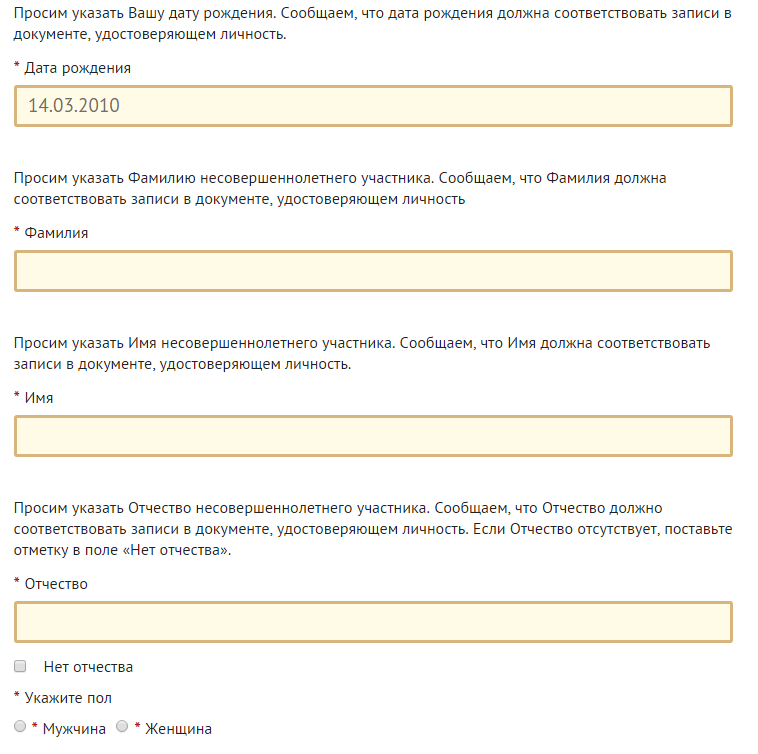 Просим указать Вашу дату рождения. Сообщаем, что дата рождения должна соответствовать записи в
документе, удостоверяющем личность.
* Дата рождения
14.03.2010
Просим указать Фамилию несовершеннолетнего участника. Сообщаем, что Фамилия должна
соответствовать записи в документе, удостоверяющем личность
* Фамилия
Просим указать Имя несовершеннолетнего участника. Сообщаем, что Имя должна соответствовать
записи в документе, удостоверяющем личность.
* Имя
Просим указать Отчество несовершеннолетнего участника. Сообщаем, что Отчество должно
соответствовать записи в документе, удостоверяющем личность. Если Отчество отсутствует, поставьте
отметку в поле «Нет отчества».
* Отчество
Нет отчества
* Укажите пол
* Мужчина * Женщина